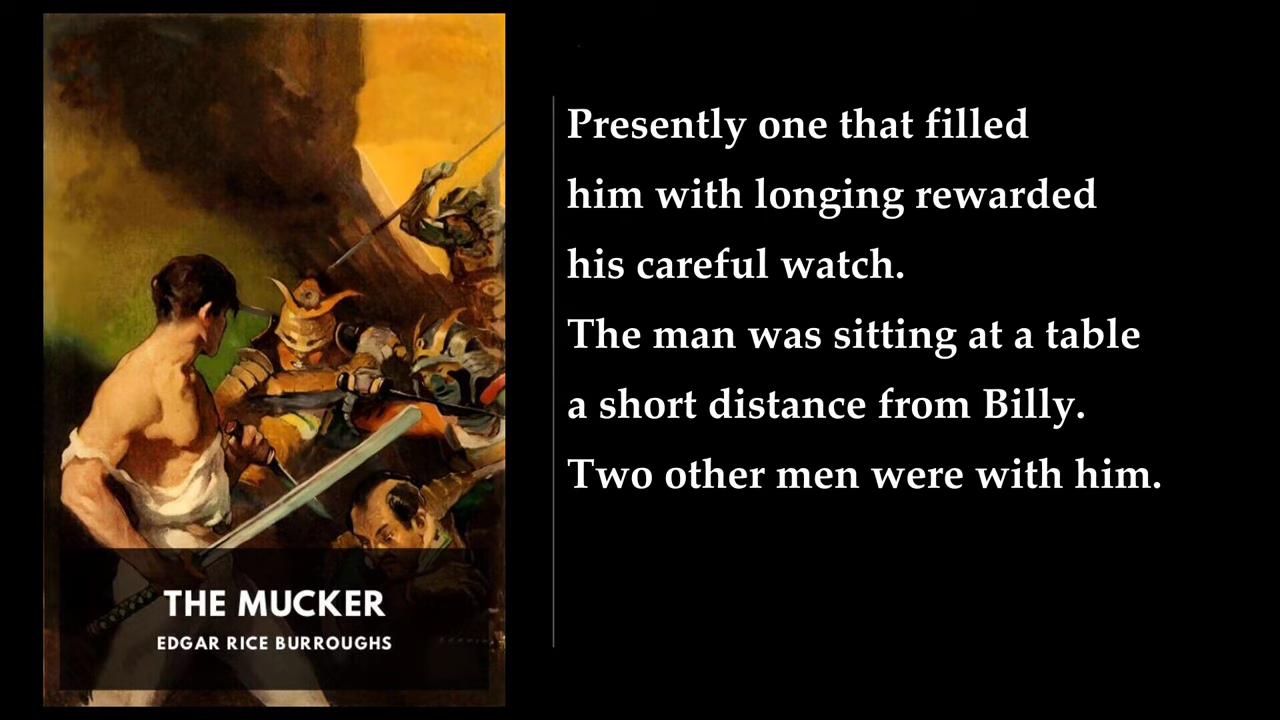 THE MUCKER
EDGAR RICE BURROUGHS
Presently one that filled
him with longing rewarded
his careful watch.
The man was sitting at a table
a short distance from Billy.
Two other men were with him.